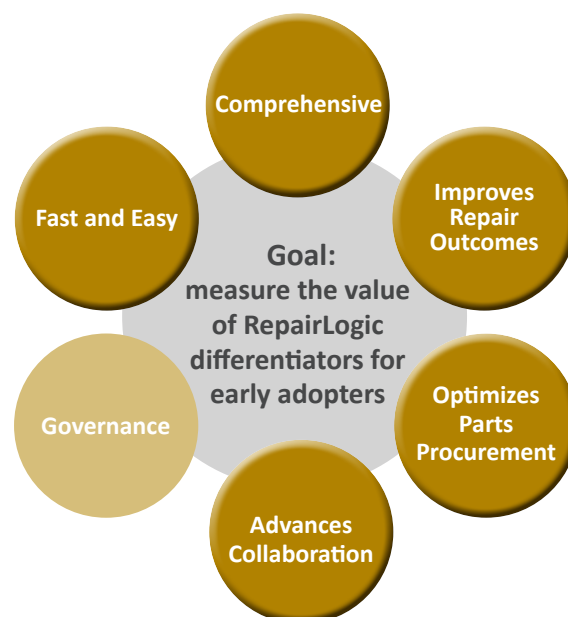 Comprehensive
Improves
Repair
Outcomes
Optimizes
Parts
Procurement
Advances
Collaboration
Governance
Fast and Easy
Goal:
measure the value
of RepairLogic
differentiators for
early adopters